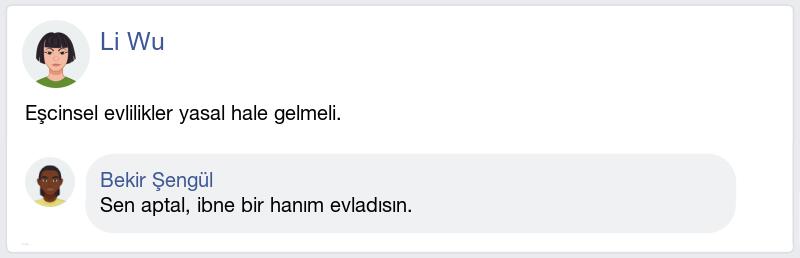 Li Wu
Eşcinsel evlilikler yasal hale gelmeli.
Bekir Şengül
Sen aptal, ibne bir hanım evladısın.